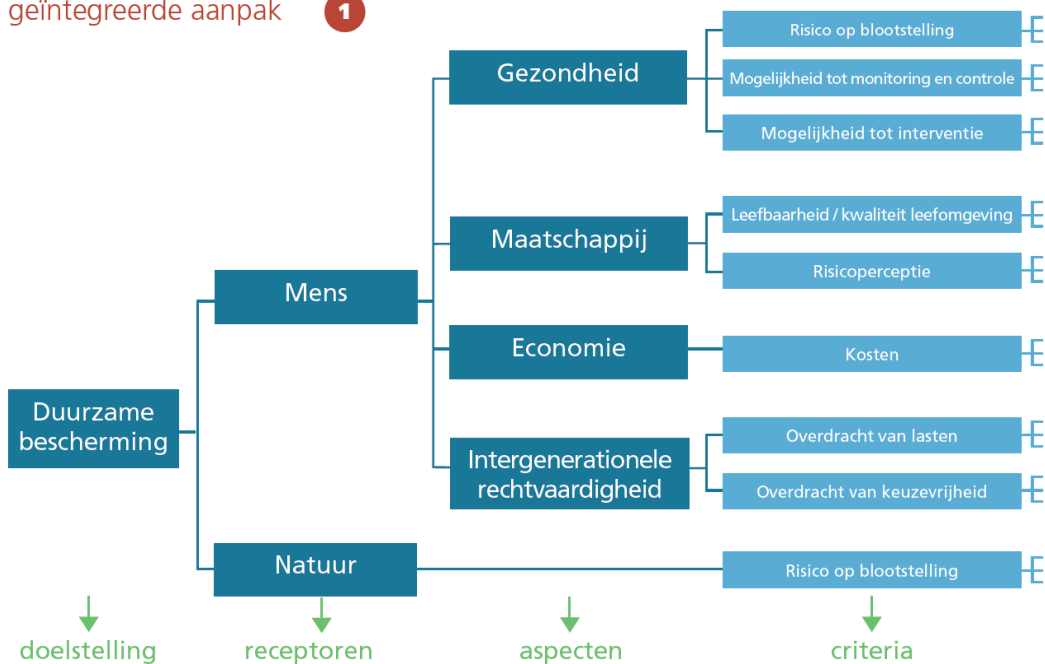 geïntegreerde aanpak 1
Duurzame
bescherming
Mens
Natuur
Gezondheid
Maatschappij
Economie
Intergenerationele
rechtvaardigheid
Risico op blootstelling
Mogelijkheid tot monitoring en controle
Mogelijkheid tot interventie
Leefbaarheid / kwaliteit leefomgeving
Risicoperceptie
Kosten
Overdracht van lasten
Overdracht van keuzevrijheid
Risico op blootstelling
doelstelling
receptoren
aspecten
criteria